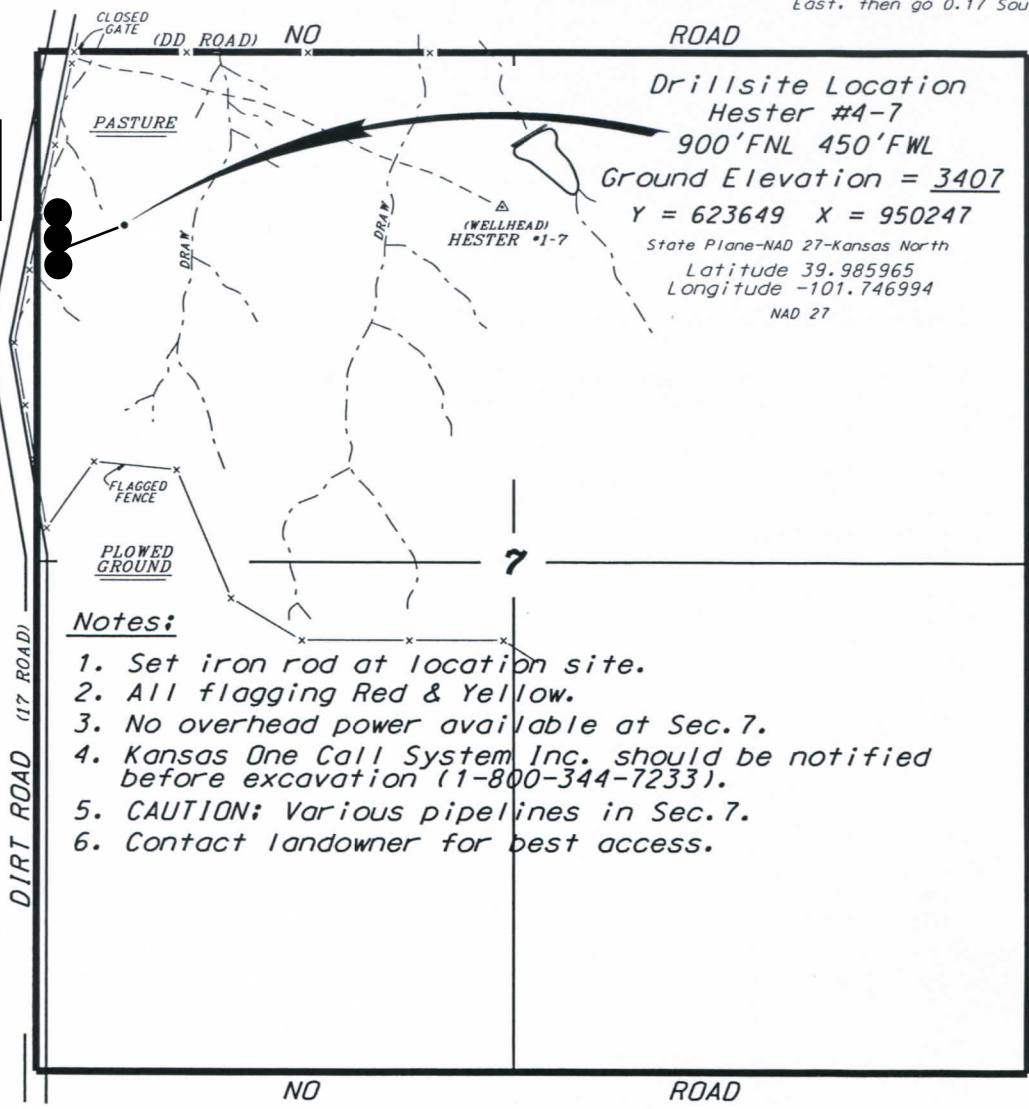 East. then go 0.17 Sou
CLOSED
GATE
(DD ROAD) NO ROAD
PASTURE
Drillsite Location
Hester #4-7
900'FNL 450'FWL
Ground Elevation = 3407
Y = 623649 X = 950247
State Plane-NAD 27-Kansas North
Latitude 39.985965
Longitude -101.746994
NAD 27
DRAW
DRAW
(WELLHEAD)
HESTER #1-7
FLAGGED
FENCE
PLOWED
GROUND
7
DIRT ROAD (17 ROAD)
Notes:
1. Set iron rod at location site.
2. All flagging Red & Yellow.
3. No overhead power available at Sec.7.
4. Kansas One Call System Inc. should be notified
before excavation (1-800-344-7233).
5. CAUTION: Various pipelines in Sec.7.
6. Contact landowner for best access.
NO ROAD